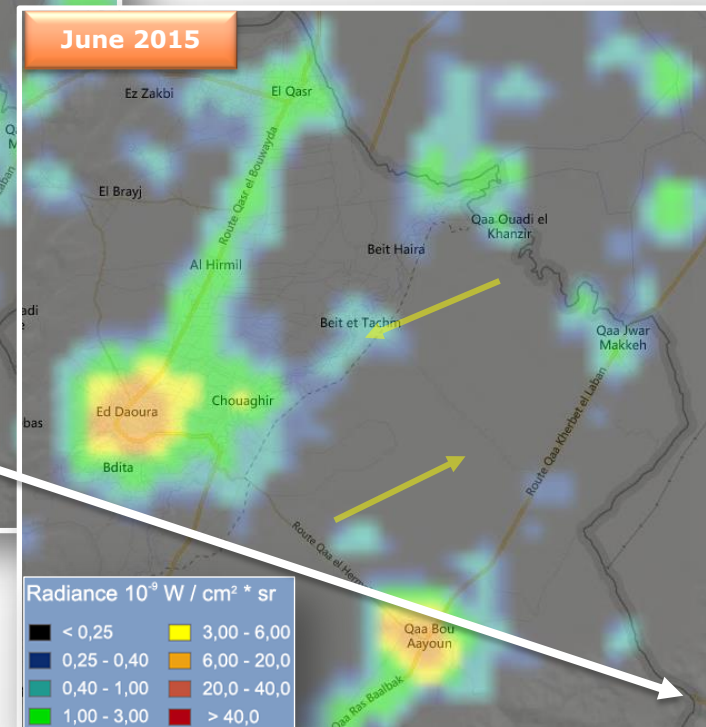 June 2015
Ez Zakbi
El Qasr
El Brayj
Route Qasr el Bouwayda
Qaa Ouadi el
Khanzir
Beit Haira
Al Hirmil
Beit et Tachm
Qaa Jwar
Makkeh
Chouaghir
Ed Daoura
Route Qaa Kherbet el Laban
bas
Bdita
Route Qaa el Herm
Qaa Bou
Aayoun
Qaa Ras Baalbak
Radiance 10⁻⁹ W / cm² * sr
< 0,25
3,00 - 6,00
0,25 - 0,40
6,00 - 20,0
0,40 - 1,00
20,0 - 40,0
1,00 - 3,00
> 40,0